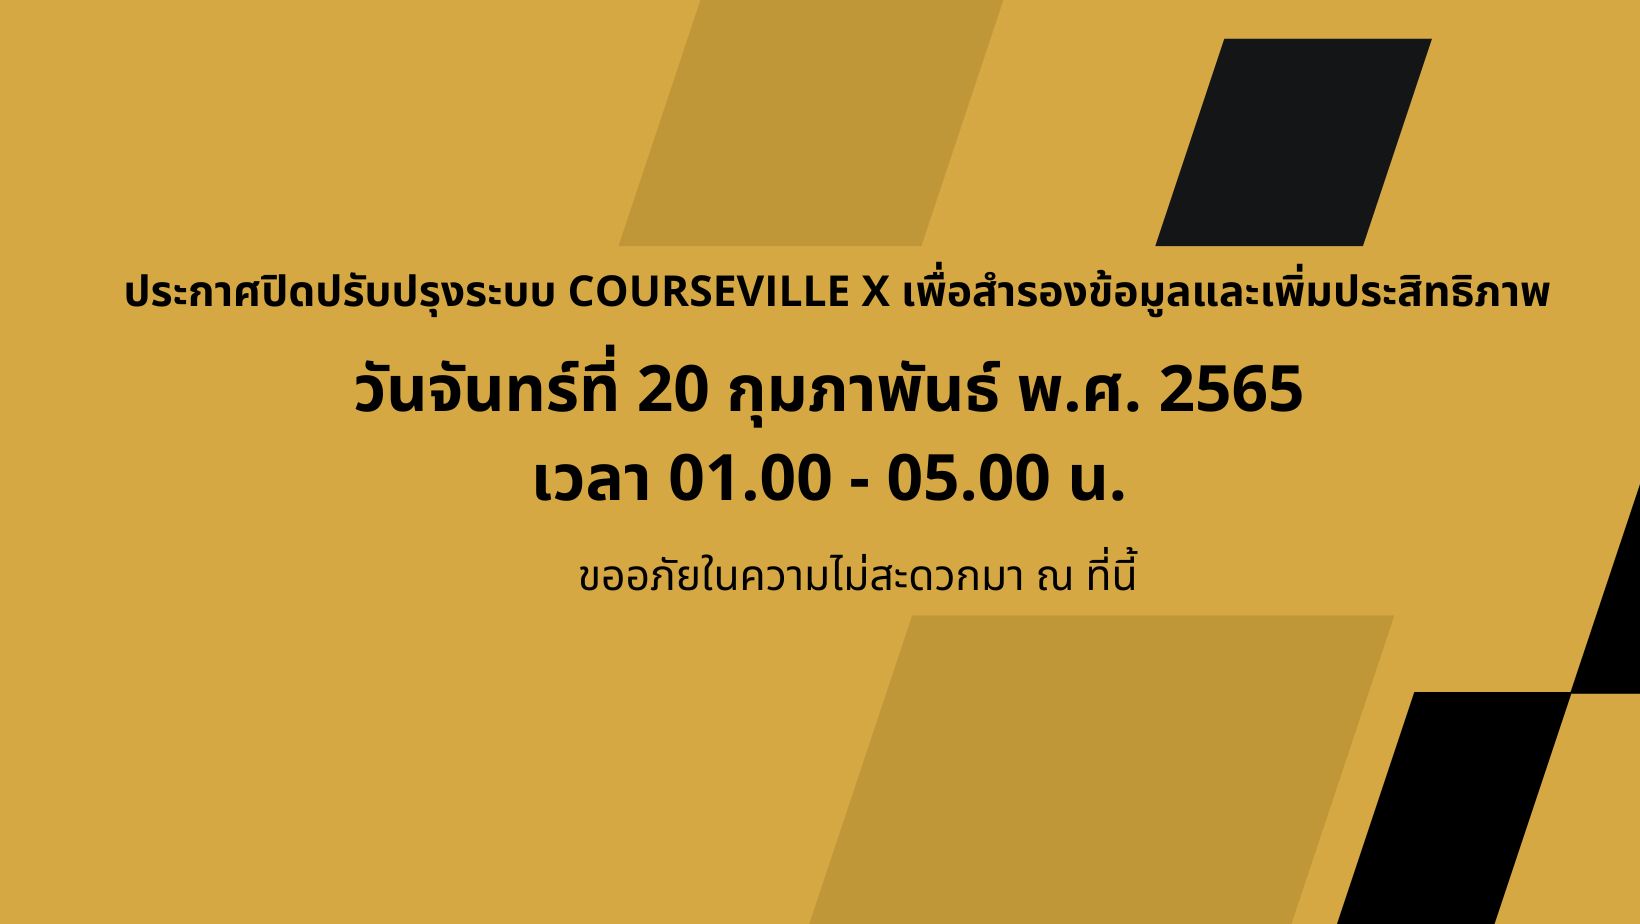 ประกาศปิดปรับปรุงระบบ COURSEVILLE X เพื่อสำรองข้อมูลและเพิ่มประสิทธิภาพ
วันจันทร์ที่ 20 กุมภาพันธ์ พ.ศ. 2565
เวลา 01.00 - 05.00 น.
ขออภัยในความไม่สะดวกมา ณ ที่นี้